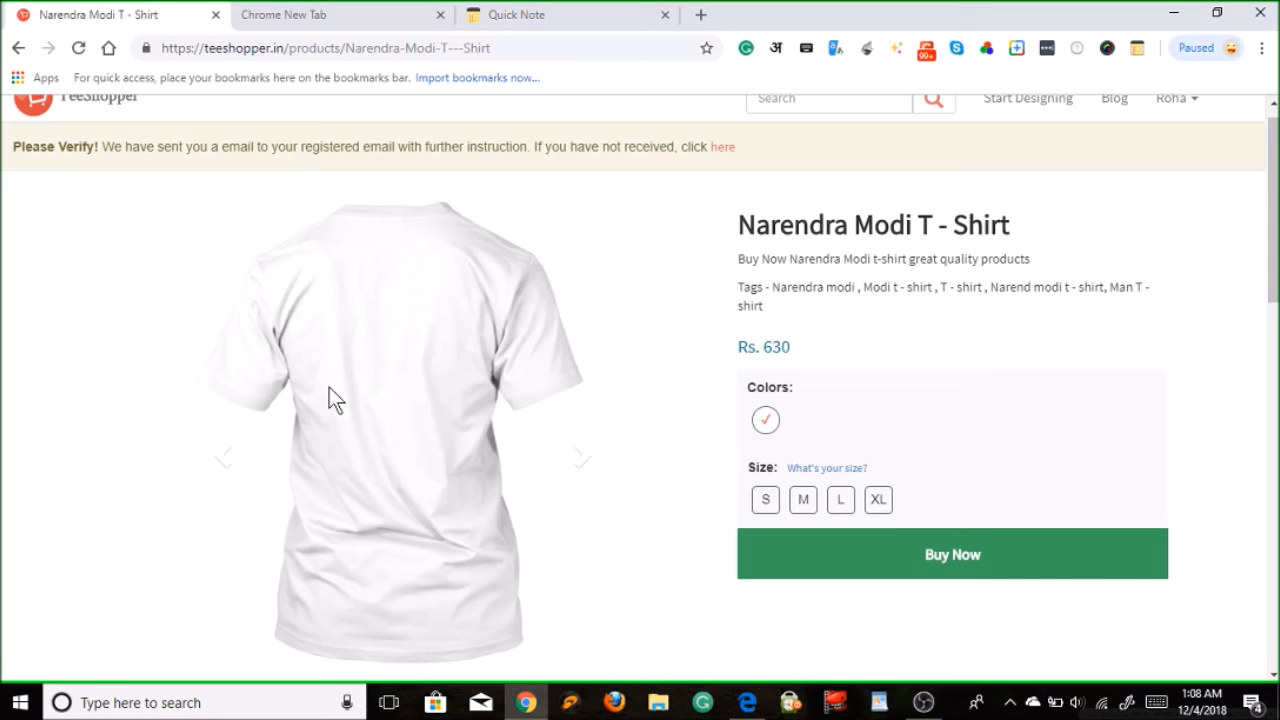 Narendra Modi T - Shirt
Chrome New Tab
Quick Note
https://teeshopper.in/products/Narendra-Modi-T---Shirt
अ
99+
Paused
Apps
For quick access, place your bookmarks here on the bookmarks bar. Import bookmarks now...
TeeShopper
Search
Start Designing
Blog
Roha
Please Verify! We have sent you a email to your registered email with further instruction. If you have not received, click here
Narendra Modi T - Shirt
Buy Now Narendra Modi t-shirt great quality products
Tags - Narendra modi , Modi t - shirt , T - shirt , Narend modi t - shirt, Man T -
shirt
Rs. 630
Colors:
Size: What's your size?
S M L XL
Buy Now
Type here to search
1:08 AM
12/4/2018
4